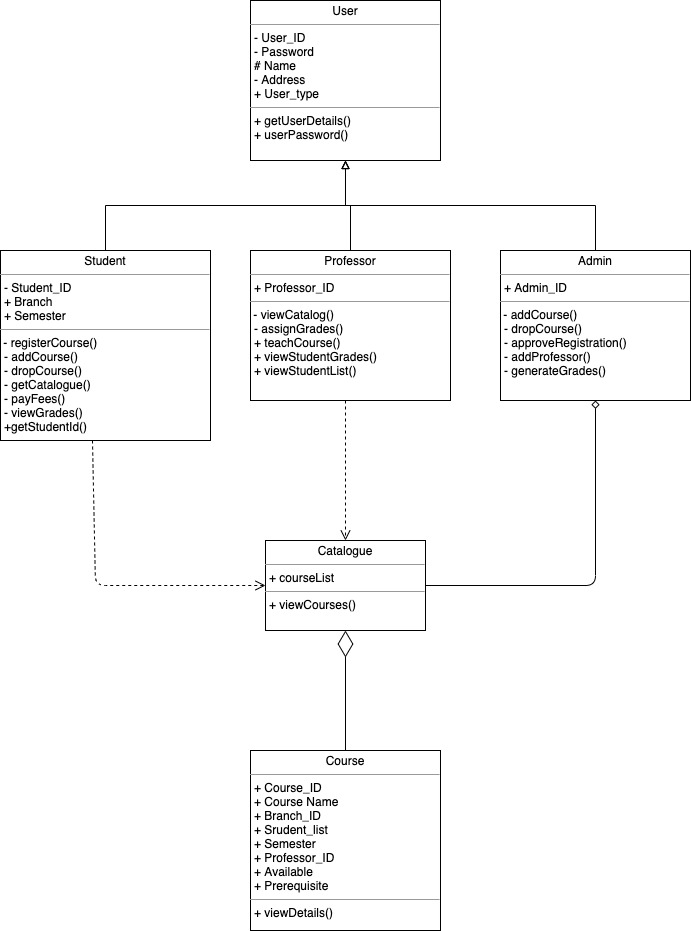 User
- User_ID
- Password
# Name
- Address
+ User_type
+ getUserDetails()
+ userPassword()
Student
- Student_ID
+ Branch
+ Semester
- registerCourse()
- addCourse()
- dropCourse()
- getCatalogue()
- payFees()
- viewGrades()
+getStudentId()
Professor
+ Professor_ID
- viewCatalog()
- assignGrades()
+ teachCourse()
+ viewStudentGrades()
+ viewStudentList()
Admin
+ Admin_ID
- addCourse()
- dropCourse()
- approveRegistration()
- addProfessor()
- generateGrades()
Catalogue
+ courseList
+ viewCourses()
Course
+ Course_ID
+ Course Name
+ Branch_ID
+ Srudent_list
+ Semester
+ Professor_ID
+ Available
+ Prerequisite
+ viewDetails()